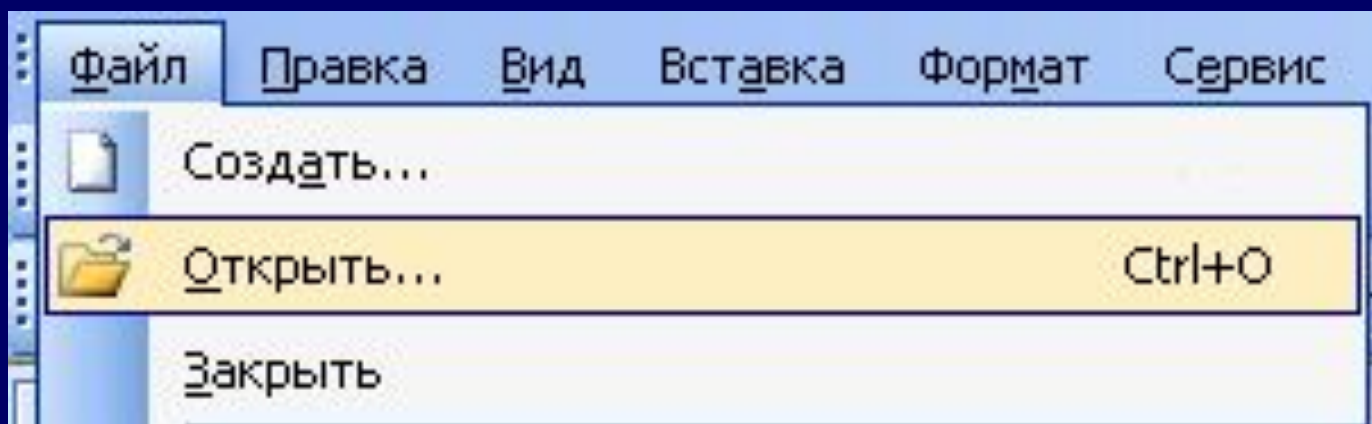 Файл Правка Вид Вставка Формат Сервис
Создать...
Открыть... Ctrl+O
Закрыть